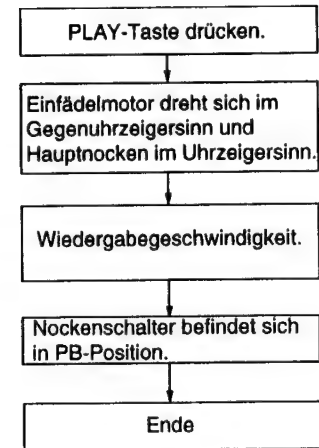 PLAY-Taste drücken.
Einfädelmotor dreht sich im
Gegenuhrzeigersinn und
Hauptnocken im Uhrzeigersinn.
Wiedergabegeschwindigkeit.
Nockenschalter befindet sich
in PB-Position.
Ende